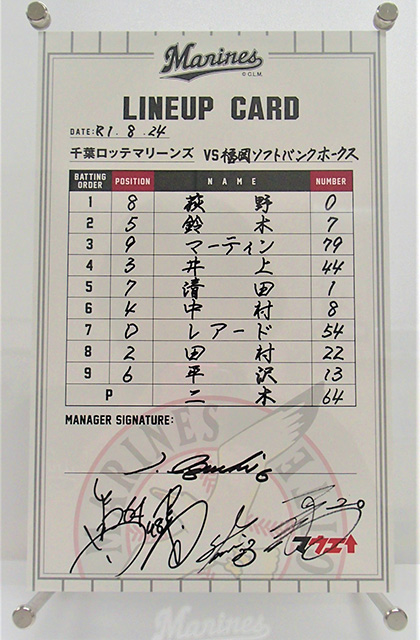 Marines
© C.L.M.
LINEUP CARD
DATE: R1. 8. 24
千葉ロッテマリーンズ VS 福岡ソフトバンクホークス
BATTING ORDER POSITION NAME NUMBER
1 8 荻野 0
2 5 鈴木 7
3 9 マーティン 79
4 3 井上 44
5 7 清田 1
6 4 中村 8
7 D レアード 54
8 2 田村 22
9 6 平沢 13
P 二木 64
MANAGER SIGNATURE:
マウエ↑
MARINES
Marines